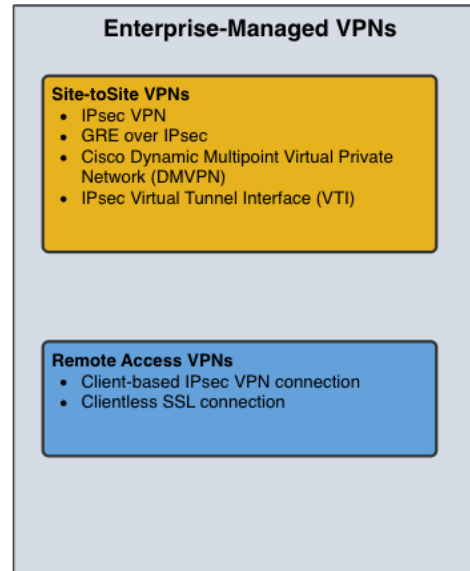 Enterprise-Managed VPNs
Site-toSite VPNs
• IPsec VPN
• GRE over IPsec
• Cisco Dynamic Multipoint Virtual Private
Network (DMVPN)
• IPsec Virtual Tunnel Interface (VTI)
Remote Access VPNs
• Client-based IPsec VPN connection
• Clientless SSL connection